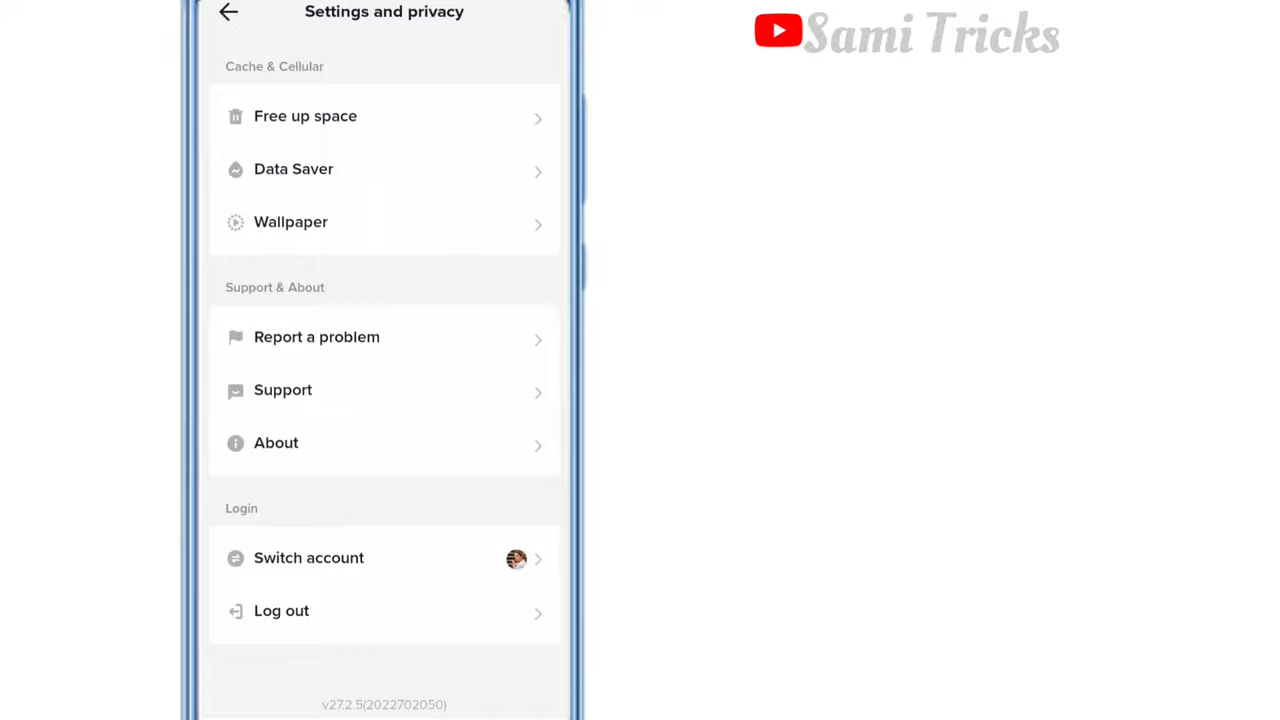 Settings and privacy
Sami Tricks
Cache & Cellular
Free up space
Data Saver
Wallpaper
Support & About
Report a problem
Support
About
Login
Switch account
Log out
v27.2.5(2022702050)